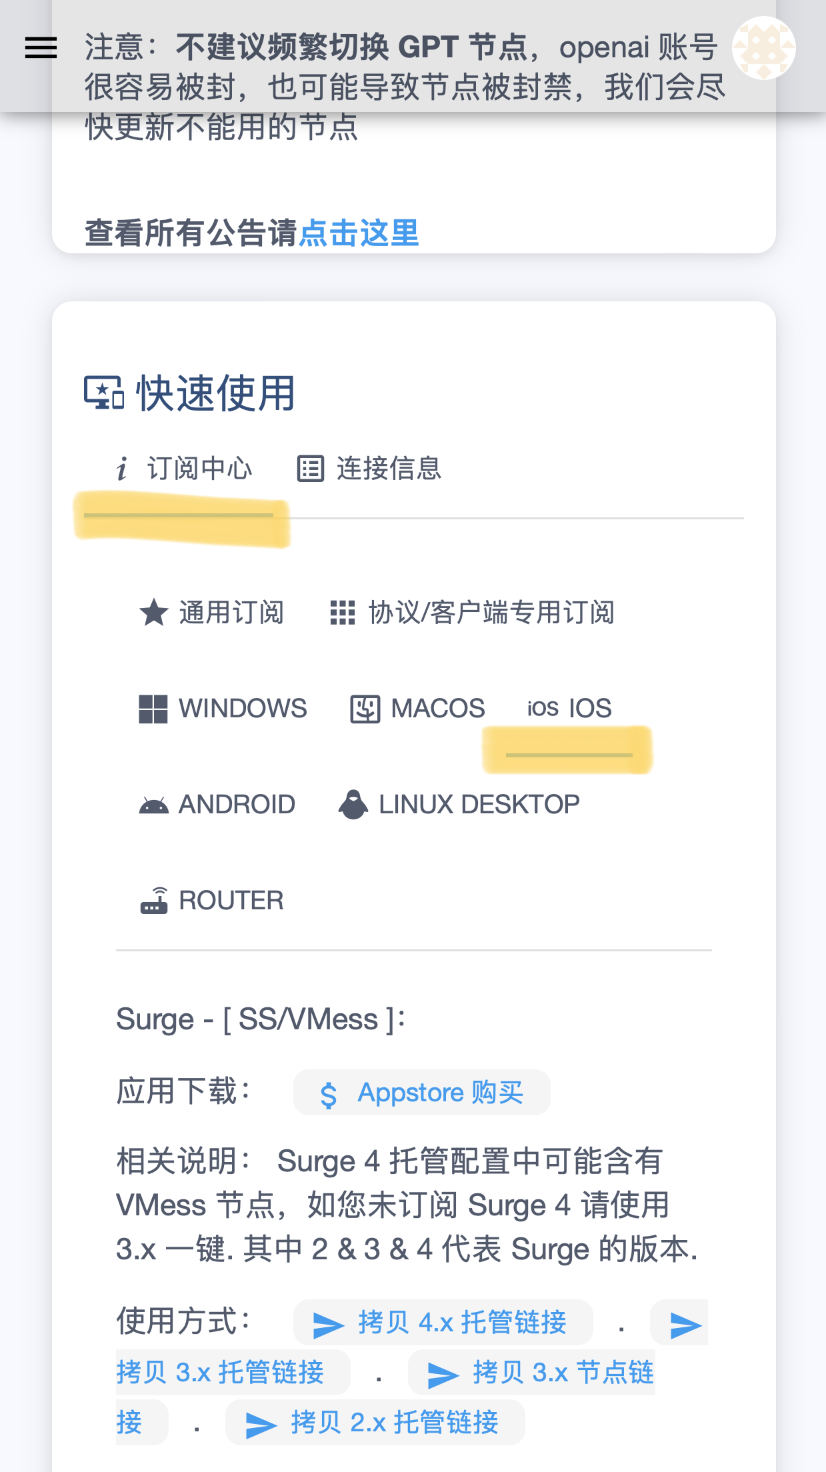 注意：不建议频繁切换 GPT 节点，openai 账号
很容易被封，也可能导致节点被封禁，我们会尽
快更新不能用的节点
查看所有公告请点击这里
快速使用
i 订阅中心 连接信息
通用订阅 协议/客户端专用订阅
WINDOWS MACOS iOS IOS
ANDROID LINUX DESKTOP
ROUTER
Surge - [ SS/VMess ]：
应用下载： $ Appstore 购买
相关说明： Surge 4 托管配置中可能含有
VMess 节点，如您未订阅 Surge 4 请使用
3.x 一键. 其中 2 & 3 & 4 代表 Surge 的版本.
使用方式： 拷贝 4.x 托管链接 .
拷贝 3.x 托管链接 . 拷贝 3.x 节点链
接 . 拷贝 2.x 托管链接